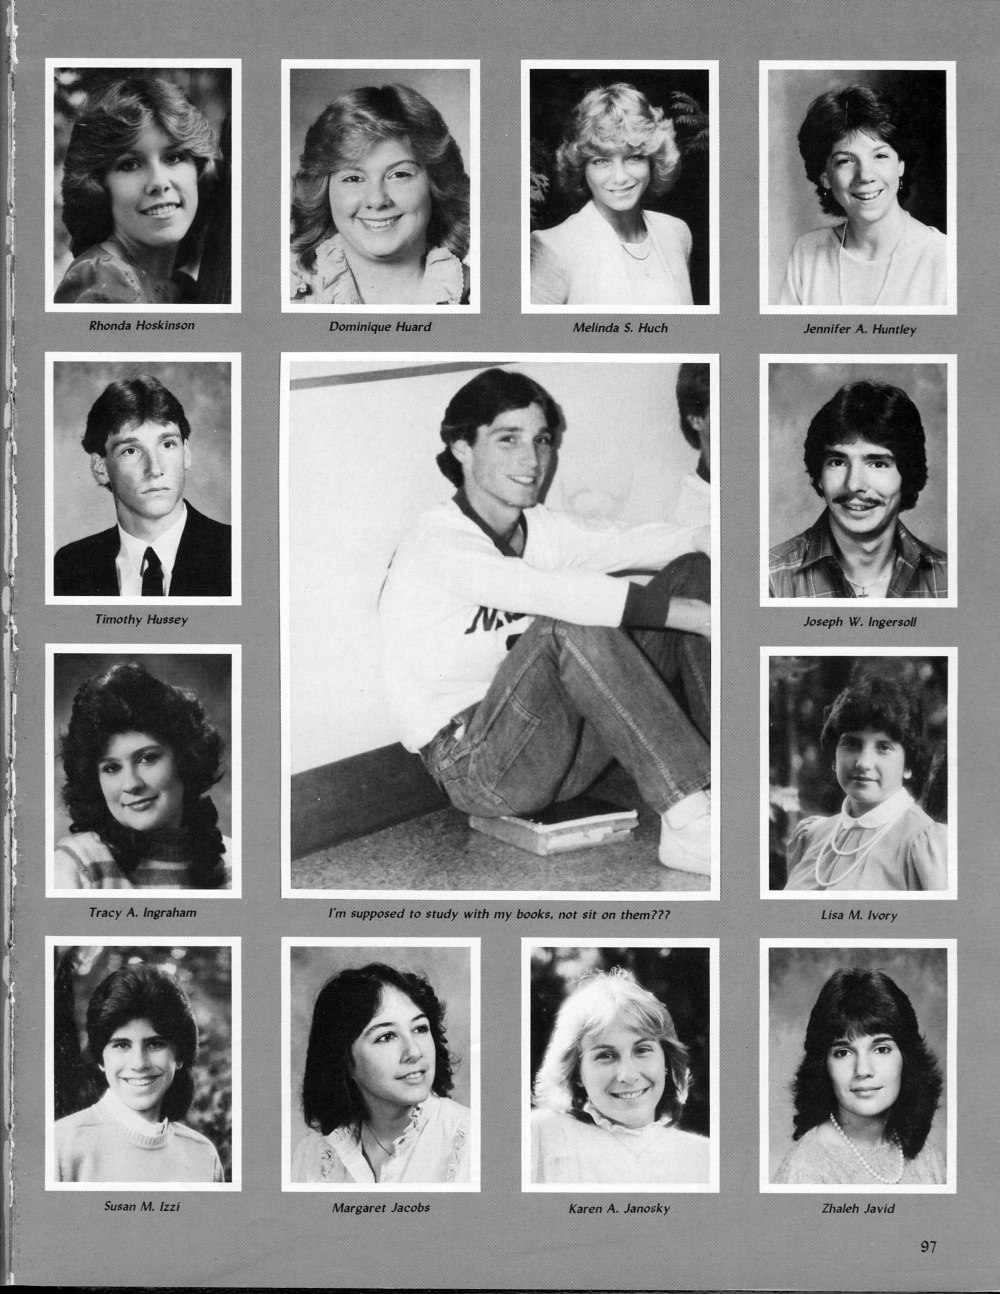 Rhonda Hoskinson
Dominique Huard
Melinda S. Huch
Jennifer A. Huntley
Timothy Hussey
Joseph W. Ingersoll
Tracy A. Ingraham
I'm supposed to study with my books, not sit on them???
Lisa M. Ivory
Susan M. Izzi
Margaret Jacobs
Karen A. Janosky
Zhaleh Javid
97